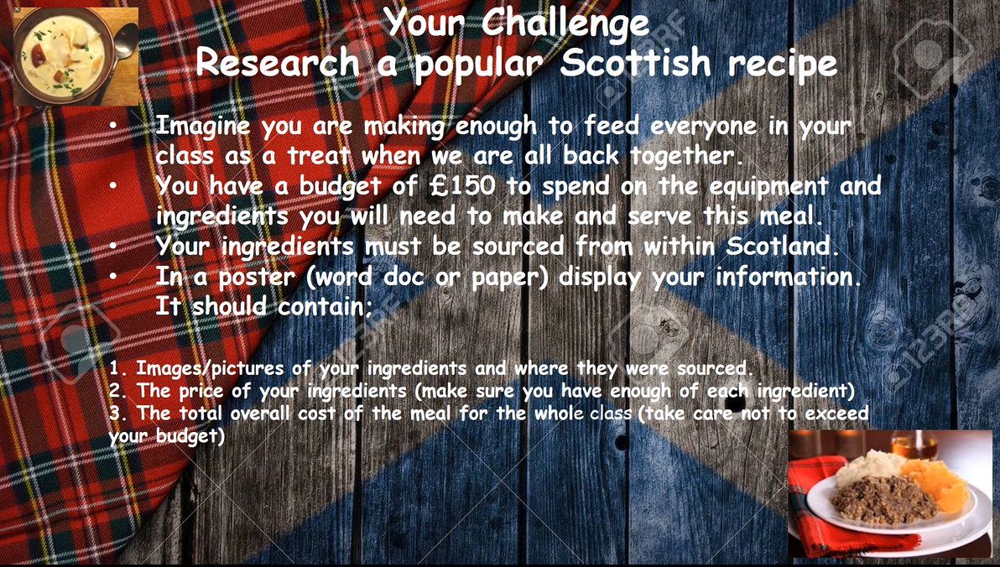 Your Challenge
Research a popular Scottish recipe
• Imagine you are making enough to feed everyone in your
class as a treat when we are all back together.
• You have a budget of £150 to spend on the equipment and
ingredients you will need to make and serve this meal.
• Your ingredients must be sourced from within Scotland.
• In a poster (word doc or paper) display your information.
It should contain;
1. Images/pictures of your ingredients and where they were sourced.
2. The price of your ingredients (make sure you have enough of each ingredient)
3. The total overall cost of the meal for the whole class (take care not to exceed
your budget)
123RF
123RF
123RF